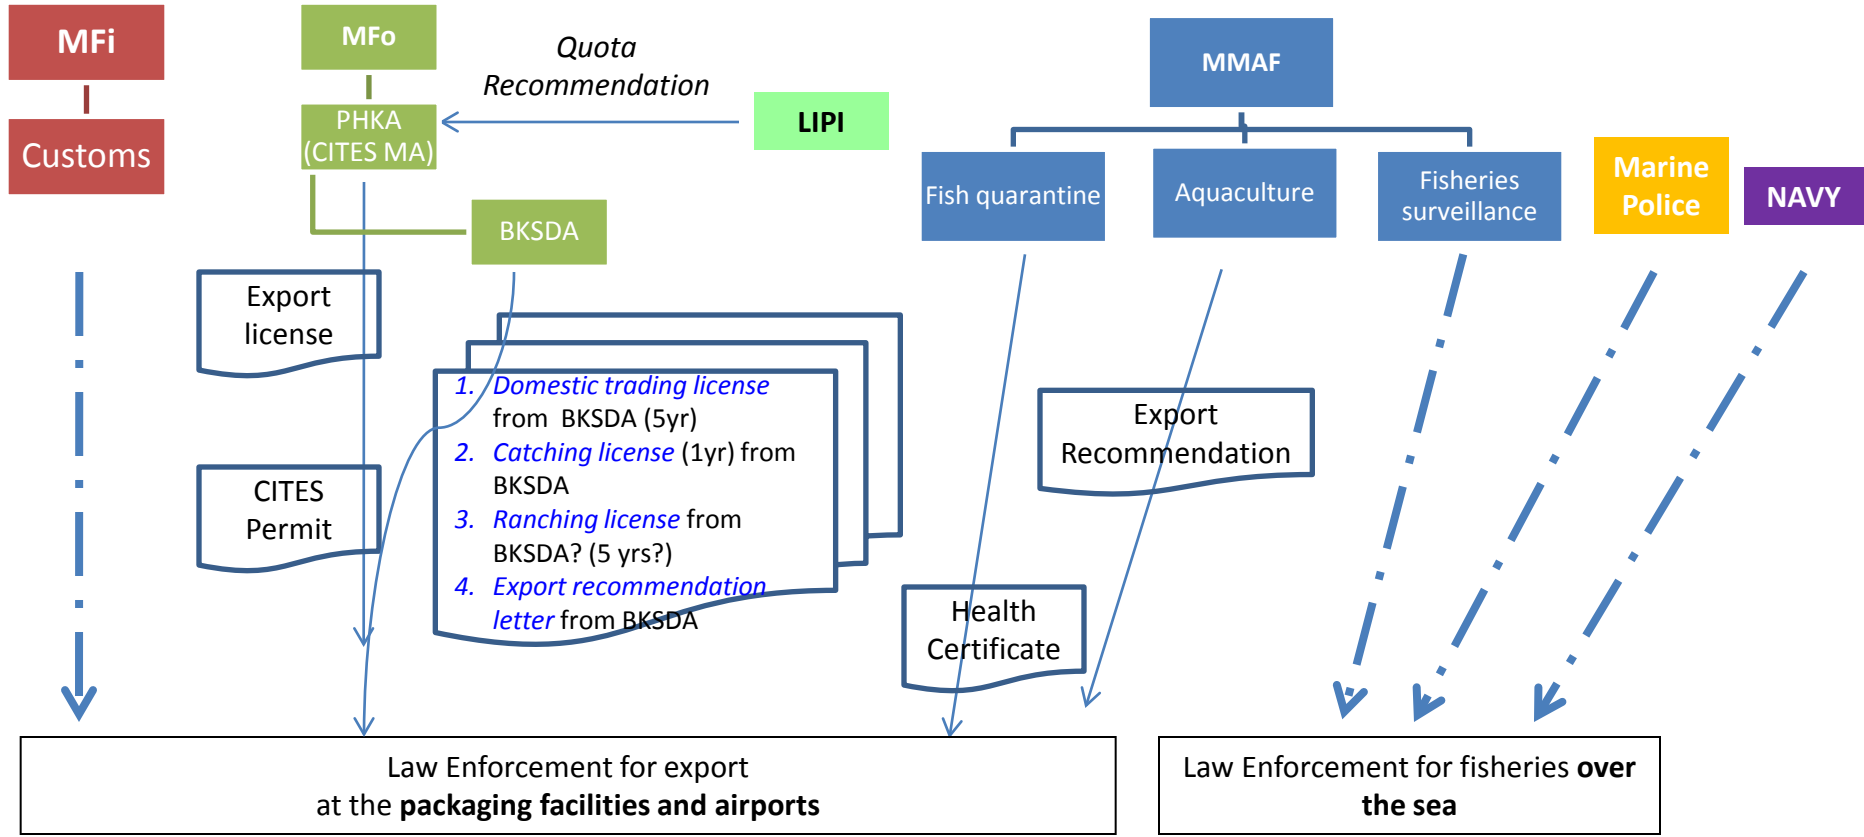 MFi
Customs
MFo
PHKA
(CITES MA)
Quota
Recommendation
LIPI
BKSDA
MMAF
Fish quarantine
Aquaculture
Fisheries
surveillance
Marine
Police
NAVY
Export
license
CITES
Permit
1. Domestic trading license
from BKSDA (5yr)
2. Catching license (1yr) from
BKSDA
3. Ranching license from
BKSDA? (5 yrs?)
4. Export recommendation
letter from BKSDA
Export
Recommendation
Health
Certificate
Law Enforcement for export
at the packaging facilities and airports
Law Enforcement for fisheries over
the sea